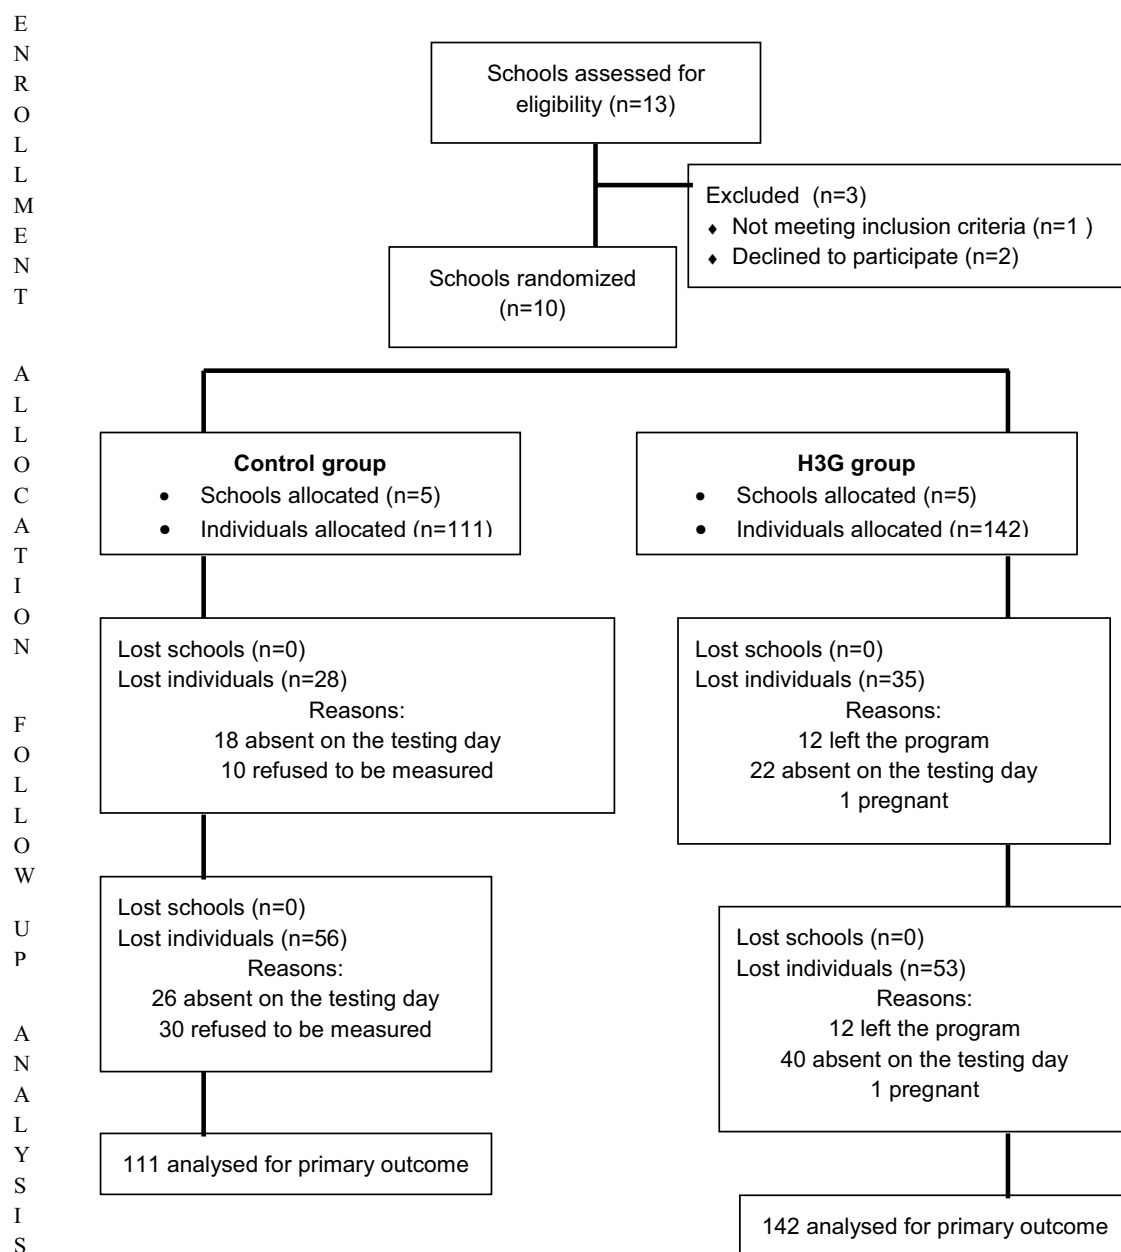 ENROLLMENT
Schools assessed for
eligibility (n=13)
Excluded (n=3)
♦ Not meeting inclusion criteria (n=1 )
♦ Declined to participate (n=2)
Schools randomized
(n=10)
ALLOCATION
Control group
• Schools allocated (n=5)
• Individuals allocated (n=111)
H3G group
• Schools allocated (n=5)
• Individuals allocated (n=142)
FOLLOW UP
Lost schools (n=0)
Lost individuals (n=28)
Reasons:
18 absent on the testing day
10 refused to be measured
Lost schools (n=0)
Lost individuals (n=35)
Reasons:
12 left the program
22 absent on the testing day
1 pregnant
Lost schools (n=0)
Lost individuals (n=56)
Reasons:
26 absent on the testing day
30 refused to be measured
Lost schools (n=0)
Lost individuals (n=53)
Reasons:
12 left the program
40 absent on the testing day
1 pregnant
ANALYSIS
111 analysed for primary outcome
142 analysed for primary outcome